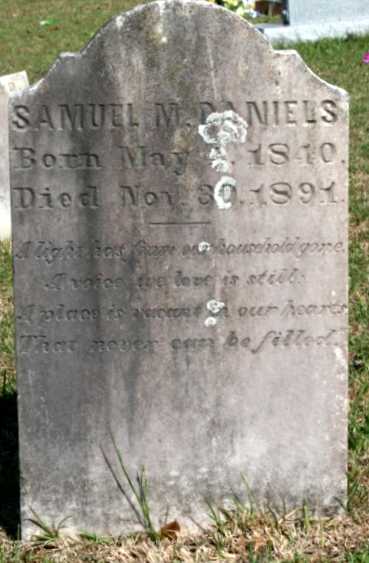 SAMUEL M. DANIELS
Born May 1840.
Died Nov. 30, 1891.
A light has from our household gone
A voice we love is still.
A place is vacant in our hearts
That never can be filled.